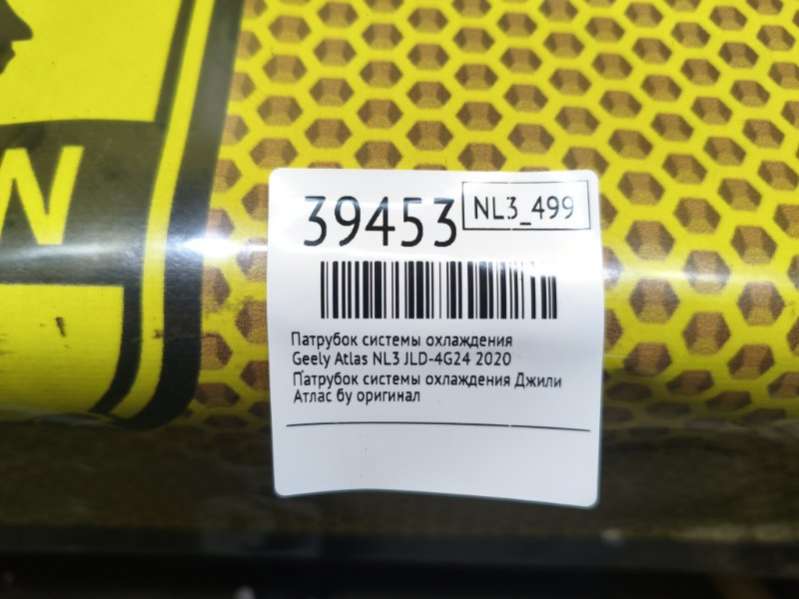 N
39453
NL3_499
Патрубок системы охлаждения
Geely Atlas NL3 JLD-4G24 2020
Патрубок системы охлаждения Джили
Атлас бу оригинал